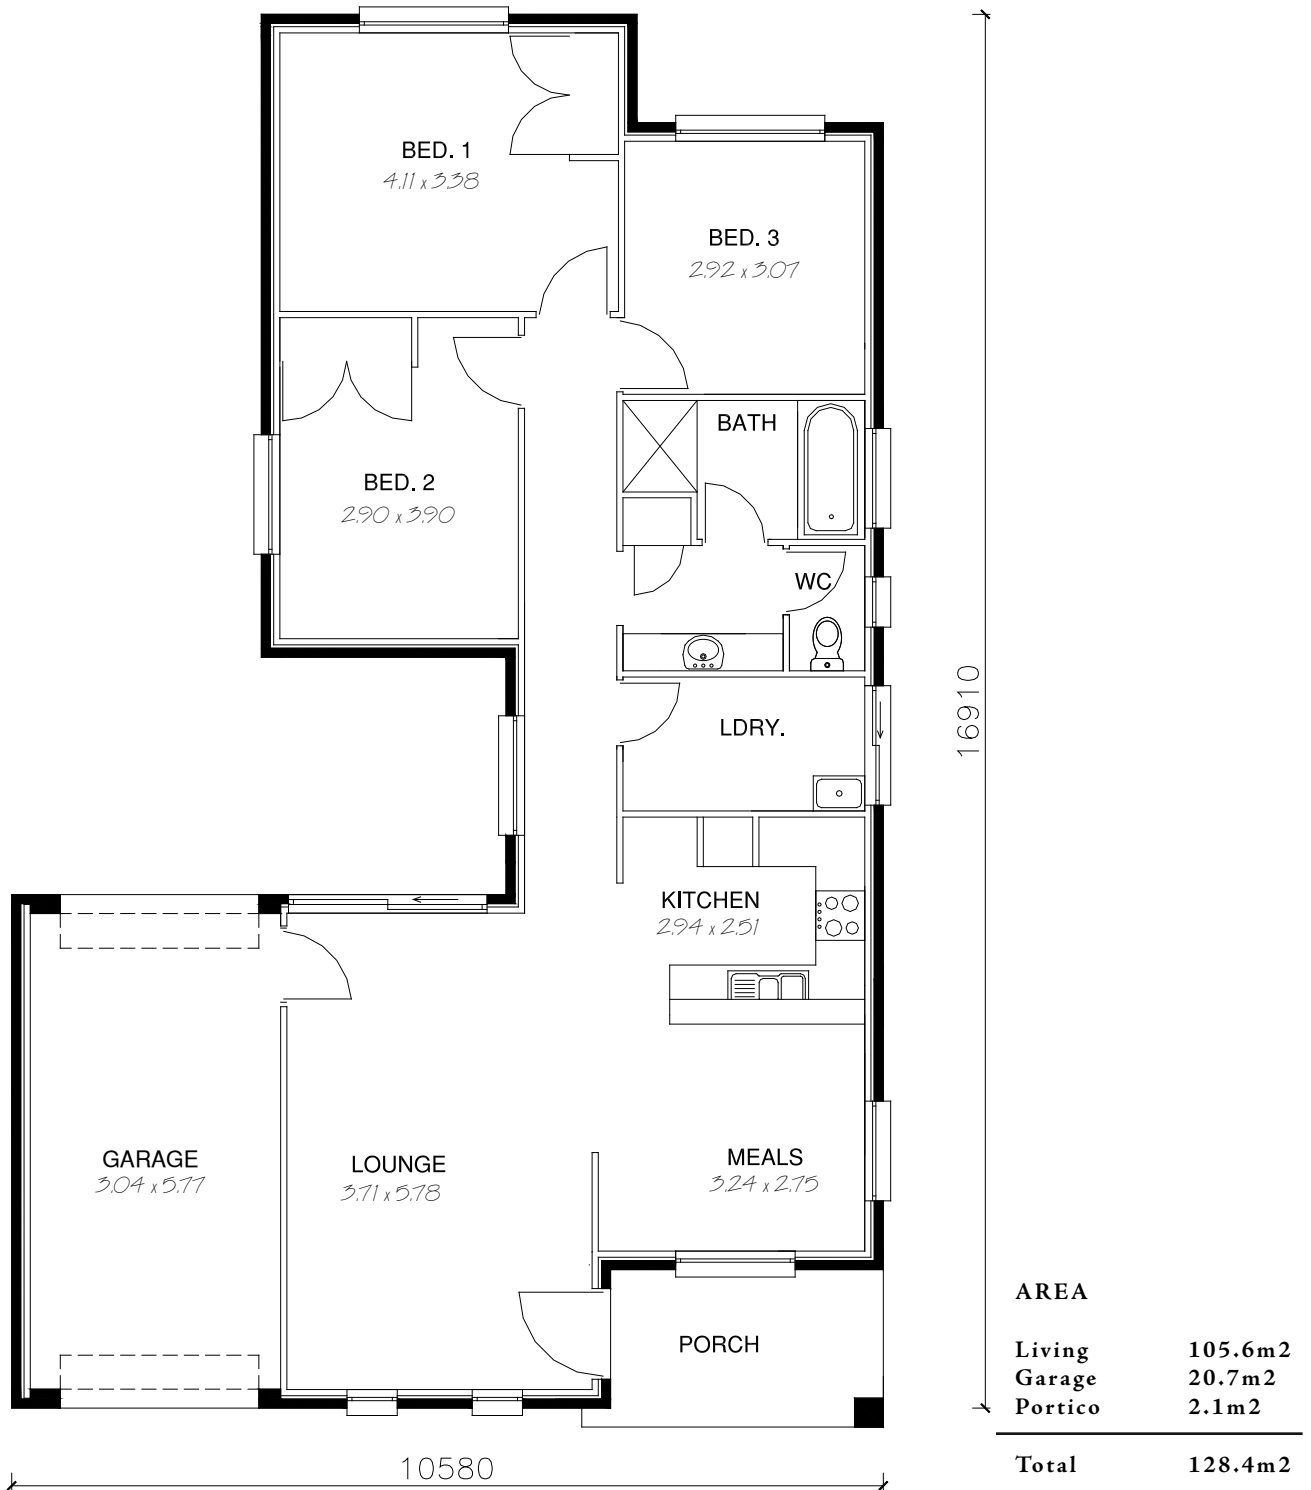 BED. 1
4.11 x 3.38
BED. 3
2.92 x 3.07
BATH
BED. 2
2.90 x 3.90
WC
LDRY.
16910
KITCHEN
2.94 x 2.51
GARAGE
3.04 x 5.77
LOUNGE
3.71 x 5.78
MEALS
3.24 x 2.75
PORCH
10580
AREA
Living 105.6m2
Garage 20.7m2
Portico 2.1m2
Total 128.4m2